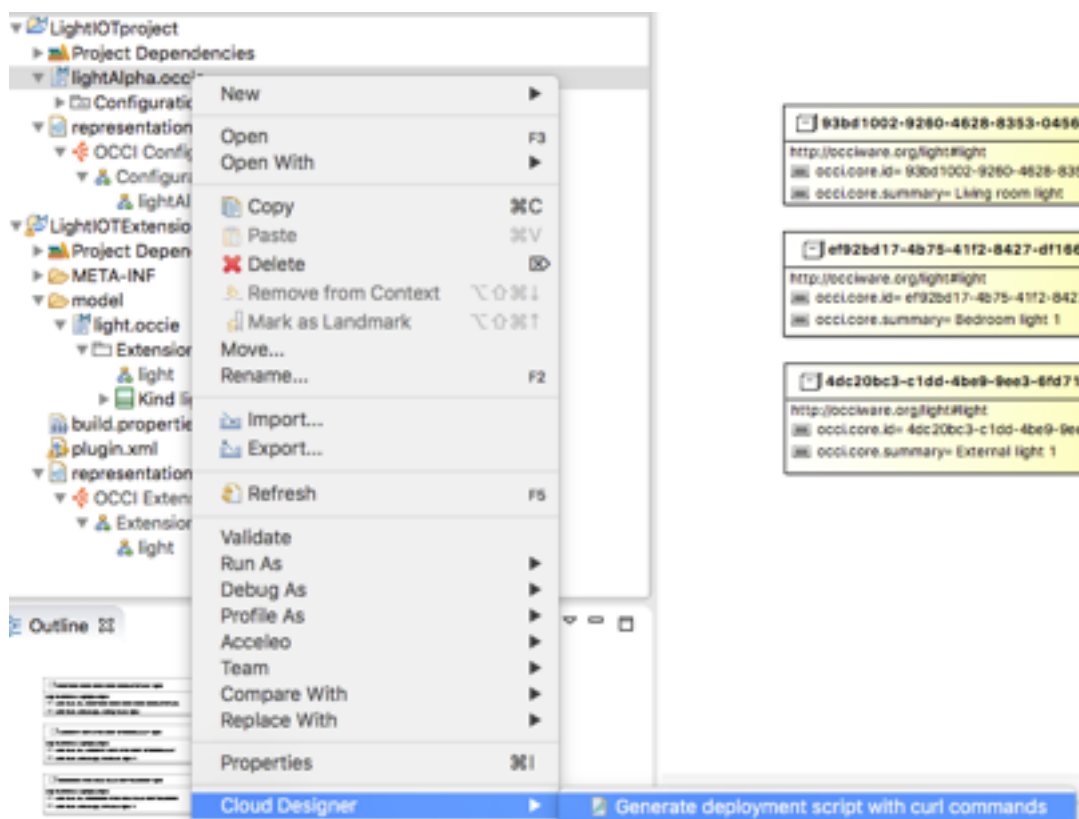 LightIOTproject
Project Dependencies
lightAlpha.occie
Configuratio
representation
OCCI Config
Configura
lightAl
LightIOTExtensio
Project Depen
META-INF
model
light.occie
Extension
light
Kind li
build.propertie
plugin.xml
representation
OCCI Exten
Extension
light
New
Open F3
Open With
Copy ⌘C
Paste ⌘V
Delete ⌦
Remove from Context ⌥⇧⌘↓
Mark as Landmark ⌥⇧⌘↑
Move...
Rename... F2
Import...
Export...
Refresh F5
Validate
Run As
Debug As
Profile As
Acceleo
Team
Compare With
Replace With
Properties ⌘I
Cloud Designer
Generate deployment script with curl commands
93bd1002-9260-4628-8353-0456
http://occiware.org/light#light
occi.core.id= 93bd1002-9260-4628-835
occi.core.summary= Living room light
ef92bd17-4b75-41f2-8427-df166
http://occiware.org/light#light
occi.core.id= ef92bd17-4b75-41f2-842
occi.core.summary= Bedroom light 1
4dc20bc3-c1dd-4be9-9ee3-6fd71
http://occiware.org/light#light
occi.core.id= 4dc20bc3-c1dd-4be9-9ee
occi.core.summary= External light 1
Outline